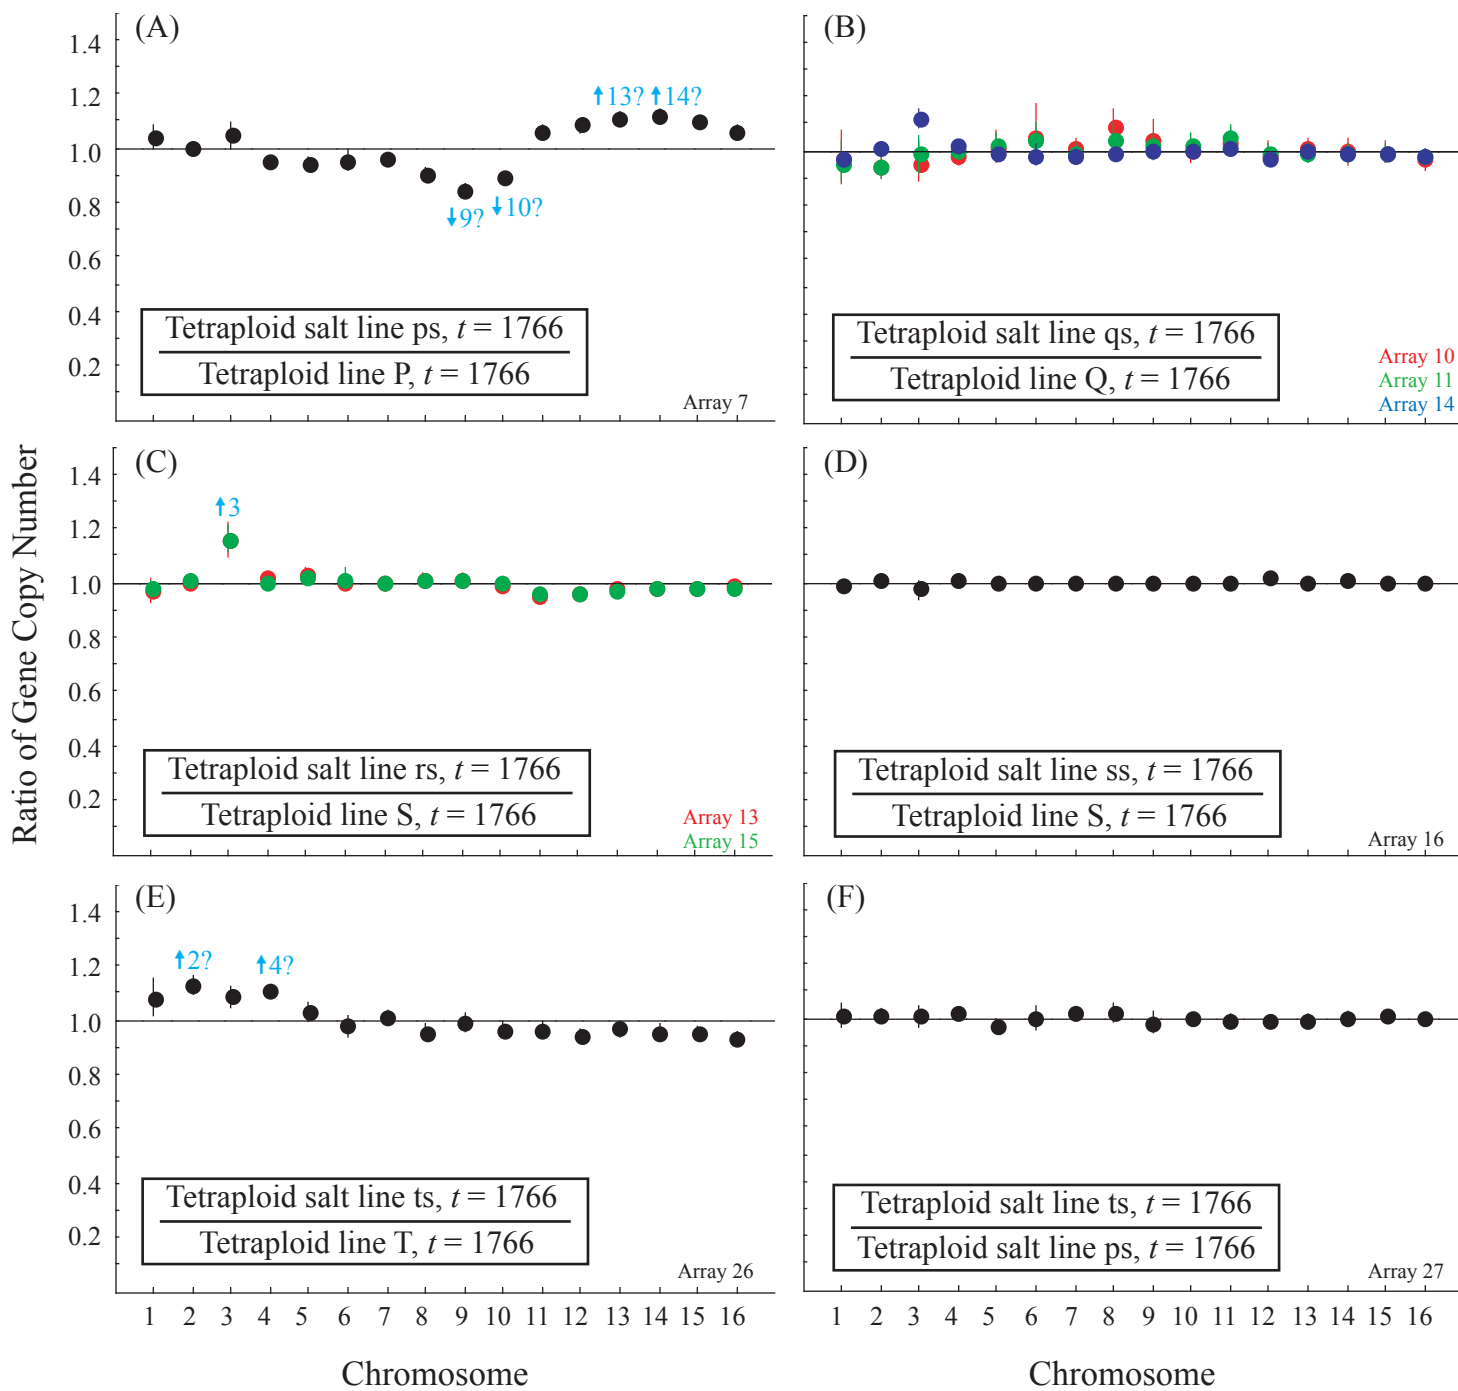 Ratio of Gene Copy Number
(A)
1.4
1.2
1.0
0.8
0.6
0.4
0.2
↑13? ↑14?
↓9? ↓10?
Tetraploid salt line ps, t = 1766
Tetraploid line P, t = 1766
Array 7
(B)
Tetraploid salt line qs, t = 1766
Tetraploid line Q, t = 1766
Array 10
Array 11
Array 14
(C)
1.4
1.2
1.0
0.8
0.6
0.4
0.2
↑3
Tetraploid salt line rs, t = 1766
Tetraploid line S, t = 1766
Array 13
Array 15
(D)
Tetraploid salt line ss, t = 1766
Tetraploid line S, t = 1766
Array 16
(E)
1.4
1.2
1.0
0.8
0.6
0.4
0.2
↑2? ↑4?
Tetraploid salt line ts, t = 1766
Tetraploid line T, t = 1766
Array 26
1 2 3 4 5 6 7 8 9 10 11 12 13 14 15 16
Chromosome
(F)
Tetraploid salt line ts, t = 1766
Tetraploid salt line ps, t = 1766
Array 27
1 2 3 4 5 6 7 8 9 10 11 12 13 14 15 16
Chromosome